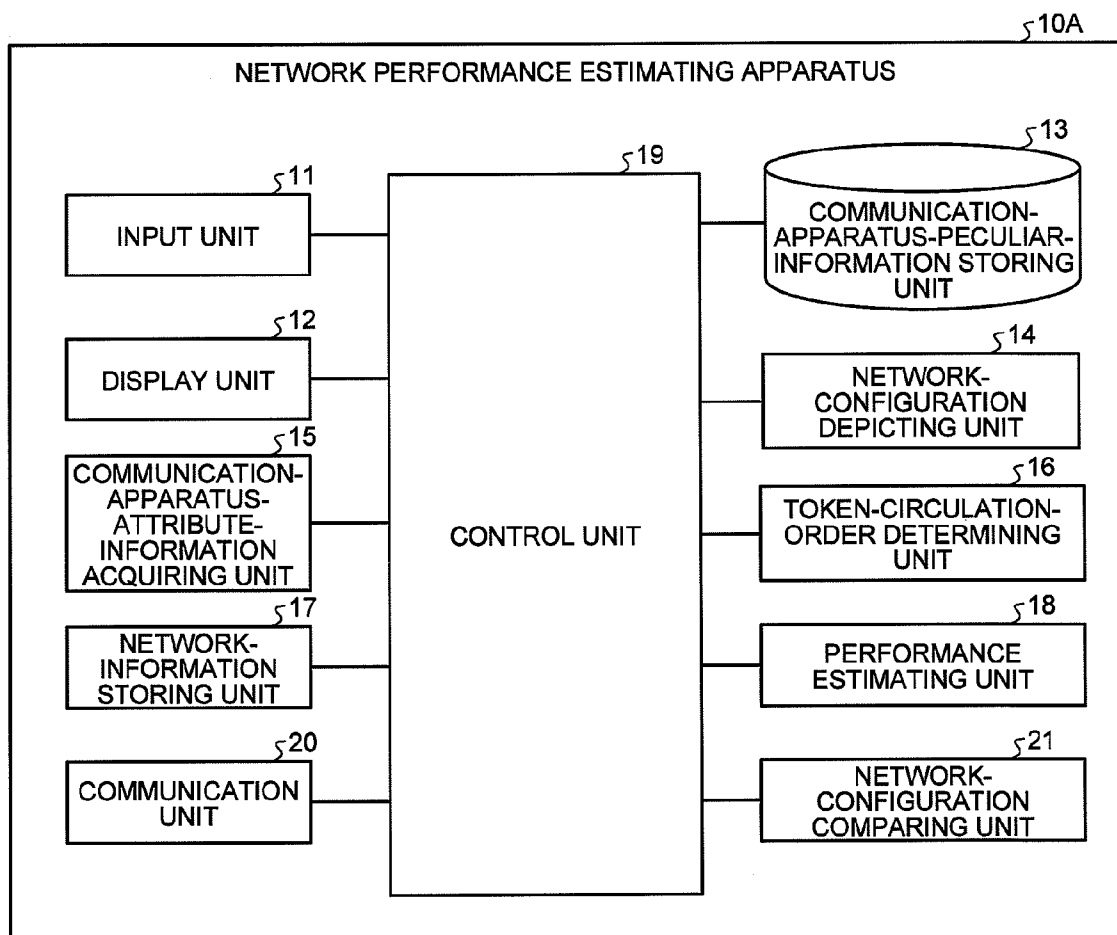 10A
NETWORK PERFORMANCE ESTIMATING APPARATUS
11
INPUT UNIT
12
DISPLAY UNIT
15
COMMUNICATION-
APPARATUS-
ATTRIBUTE-
INFORMATION
ACQUIRING UNIT
17
NETWORK-
INFORMATION
STORING UNIT
20
COMMUNICATION
UNIT
19
CONTROL UNIT
13
COMMUNICATION-
APPARATUS-PECULIAR-
INFORMATION STORING
UNIT
14
NETWORK-
CONFIGURATION
DEPICTING UNIT
16
TOKEN-CIRCULATION-
ORDER DETERMINING
UNIT
18
PERFORMANCE
ESTIMATING UNIT
21
NETWORK-
CONFIGURATION
COMPARING UNIT